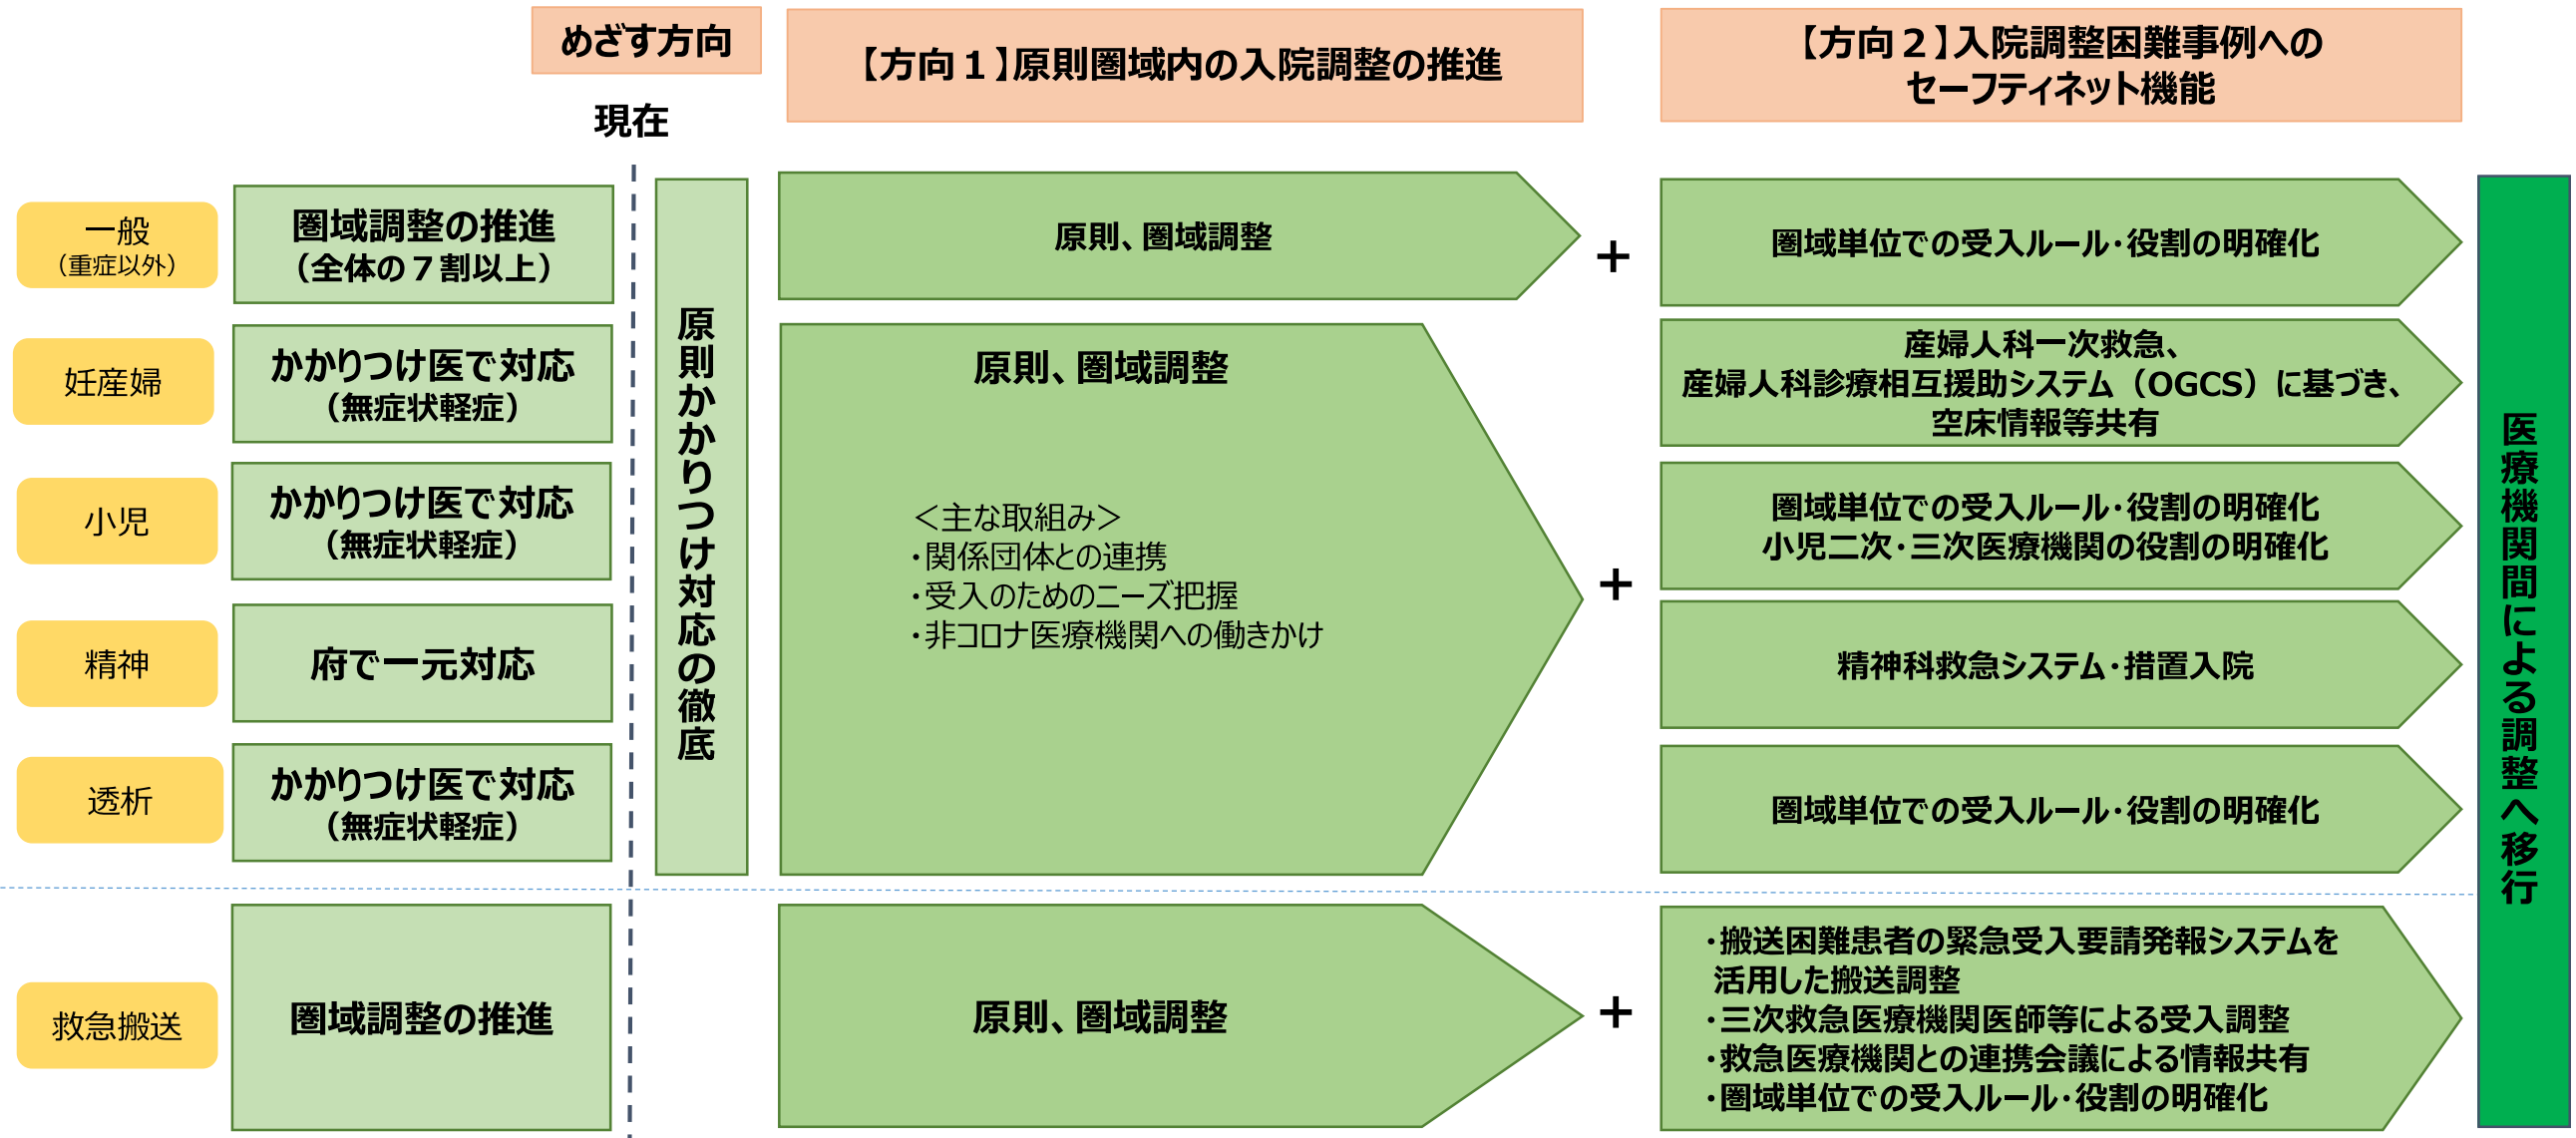 めざす方向
【方向１】原則圏域内の入院調整の推進
【方向２】入院調整困難事例への
セーフティネット機能
現在
一般
（重症以外）
圏域調整の推進
（全体の７割以上）
原則、圏域調整
+
圏域単位での受入ルール・役割の明確化
妊産婦
かかりつけ医で対応
（無症状軽症）
原則かかりつけ対応の徹底
原則、圏域調整
＜主な取組み＞
・関係団体との連携
・受入のためのニーズ把握
・非コロナ医療機関への働きかけ
+
産婦人科一次救急、
産婦人科診療相互援助システム（OGCS）に基づき、
空床情報等共有
小児
かかりつけ医で対応
（無症状軽症）
圏域単位での受入ルール・役割の明確化
小児二次・三次医療機関の役割の明確化
精神
府で一元対応
精神科救急システム・措置入院
透析
かかりつけ医で対応
（無症状軽症）
圏域単位での受入ルール・役割の明確化
救急搬送
圏域調整の推進
原則、圏域調整
+
・搬送困難患者の緊急受入要請発報システムを
活用した搬送調整
・三次救急医療機関医師等による受入調整
・救急医療機関との連携会議による情報共有
・圏域単位での受入ルール・役割の明確化
医療機関間による調整へ移行